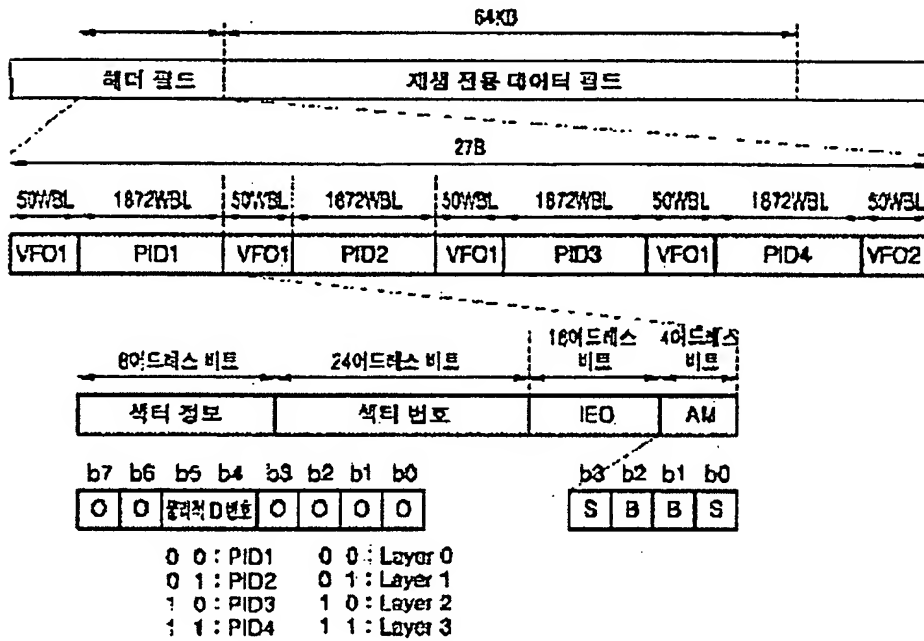 64KB
헤더 필드 재생 전용 데이터 필드
27B
50WBL 1872WBL 50WBL 1872WBL 50WBL 1872WBL 50WBL 1872WBL 50WBL
VFO1 PID1 VFO1 PID2 VFO1 PID3 VFO1 PID4 VFO2
8어드레스 비트 24어드레스 비트 16어드레스 비트 4어드레스 비트
섹터 정보 섹터 번호 IED AM
b7 b6 b5 b4 b3 b2 b1 b0 b3 b2 b1 b0
0 0 물리적 ID 번호 0 0 0 0 S B B S
0 0 : PID1 0 0 : Layer 0
0 1 : PID2 0 1 : Layer 1
1 0 : PID3 1 0 : Layer 2
1 1 : PID4 1 1 : Layer 3